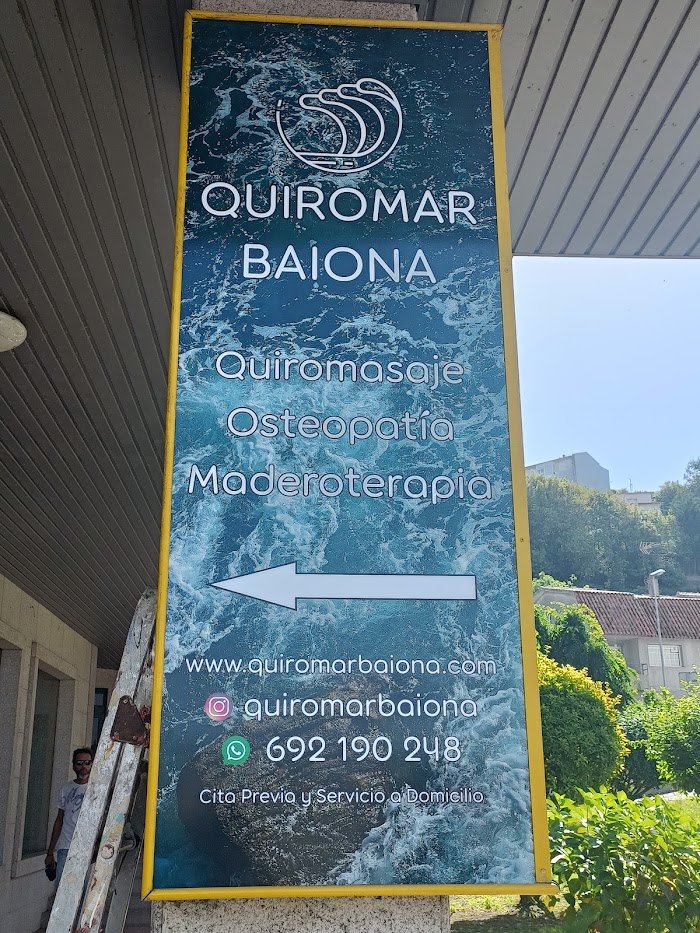 QUIROMAR
BAIONA
Quiromasaje
Osteopatía
Maderoterapia
www.quiromarbaiona.com
quiromarbaiona
692 190 248
Cita Previa y Servicio a Domicilio